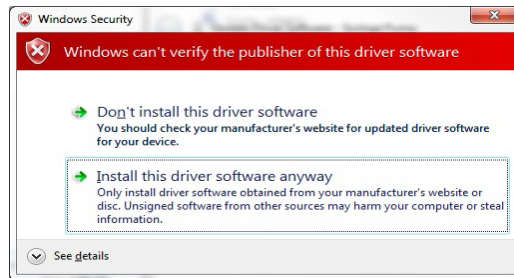 Windows Security
Windows can't verify the publisher of this driver software
Don't install this driver software
You should check your manufacturer's website for updated driver software
for your device.
Install this driver software anyway
Only install driver software obtained from your manufacturer's website or
disc. Unsigned software from other sources may harm your computer or steal
information.
See details